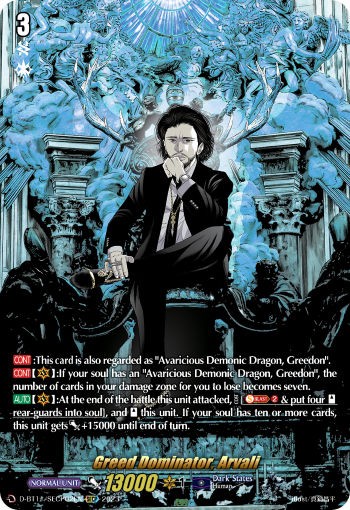 3
CONT:This card is also regarded as "Avaricious Demonic Dragon, Greedon".
CONT【】:If your soul has an "Avaricious Demonic Dragon, Greedon", the
number of cards in your damage zone for you to lose becomes seven.
AUTO【】:At the end of the battle this unit attacked, BLAST 2 & put four
rear-guards into soul], and this unit. If your soul has ten or more cards,
this unit gets +15000 until end of turn.
Greed Dominator, Arvali
NORMAL UNIT
13000
1
Dark States
Human
2023